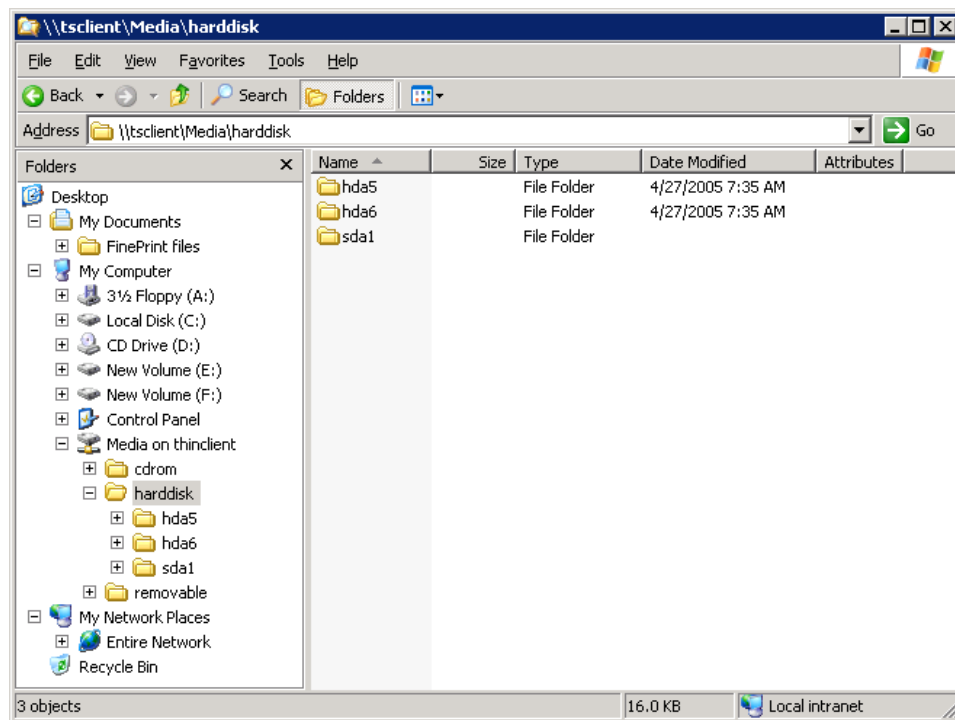 \\tsclient\Media\harddisk
File Edit View Favorites Tools Help
Back Search Folders
Address \\tsclient\Media\harddisk Go
Folders x Name Size Type Date Modified Attributes
Desktop
My Documents
FinePrint files
My Computer
3½ Floppy (A:)
Local Disk (C:)
CD Drive (D:)
New Volume (E:)
New Volume (F:)
Control Panel
Media on thinclient
cdrom
harddisk
hda5
hda6
sda1
removable
My Network Places
Entire Network
Recycle Bin
hda5 File Folder 4/27/2005 7:35 AM
hda6 File Folder 4/27/2005 7:35 AM
sda1 File Folder
3 objects 16.0 KB Local intranet